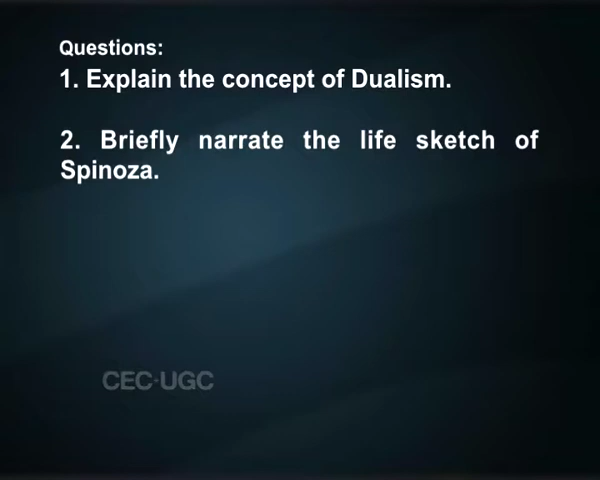 Questions:
1. Explain the concept of Dualism.
2. Briefly narrate the life sketch of
Spinoza.
CEC·UGC